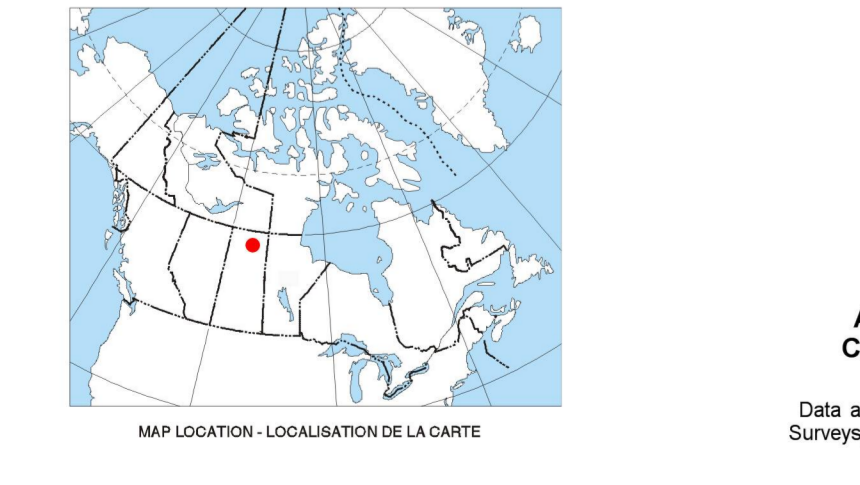 MAP LOCATION - LOCALISATION DE LA CARTE
A
C
Data a
Surveys